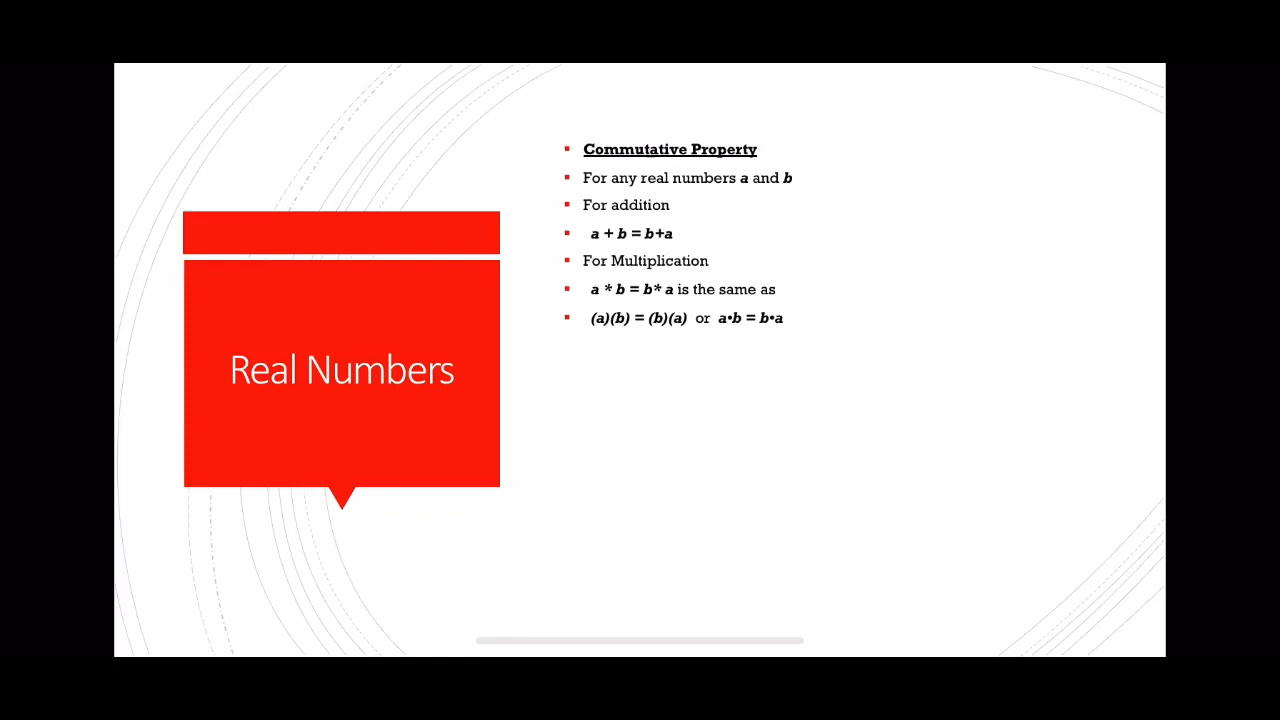 Real Numbers
Commutative Property
For any real numbers a and b
For addition
a + b = b+a
For Multiplication
a * b = b* a is the same as
(a)(b) = (b)(a) or a•b = b•a